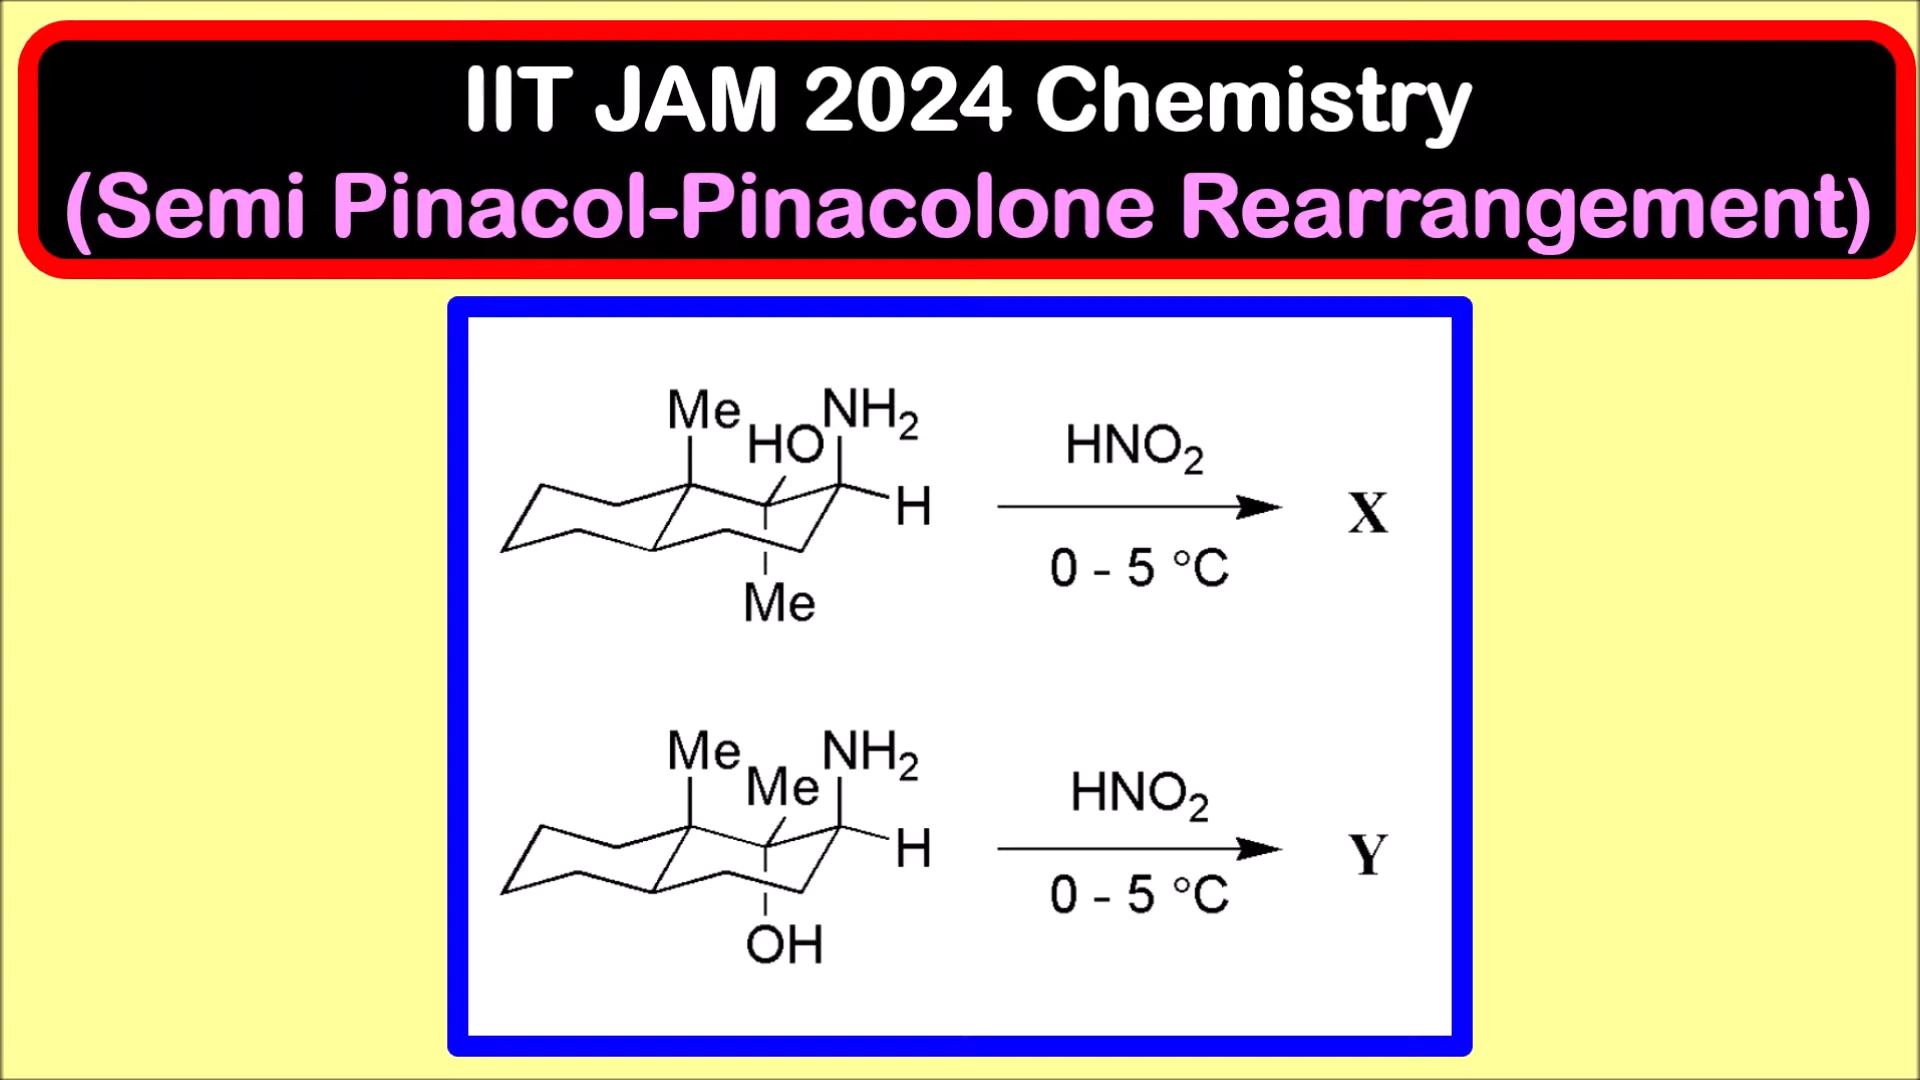 IIT JAM 2024 Chemistry
(Semi Pinacol-Pinacolone Rearrangement)
Me HO NH₂
H
Me
HNO₂
0 - 5 °C
X
Me Me NH₂
H
OH
HNO₂
0 - 5 °C
Y